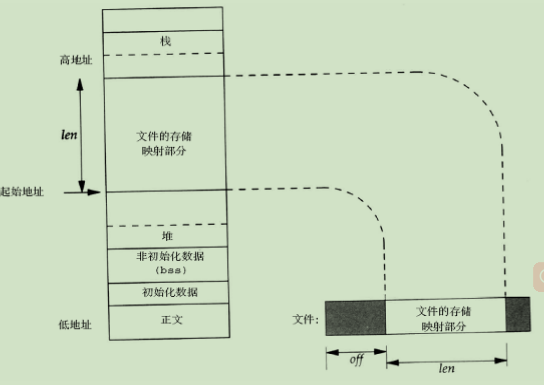 栈
高地址
len
文件的存储
映射部分
起始地址
堆
非初始化数据
(bss)
初始化数据
低地址
正文
文件:
文件的存储
映射部分
off
len